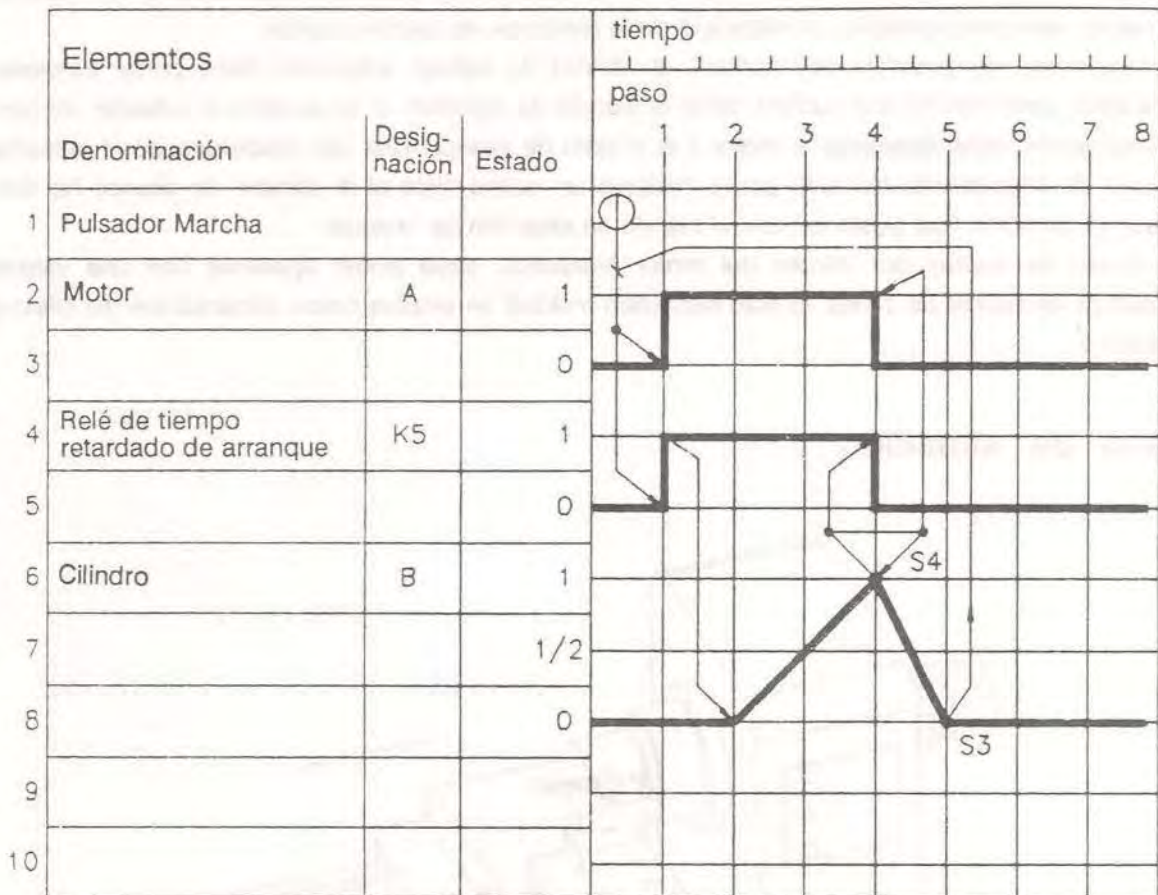 tiempo
Elementos
paso
Denominación
Desig-
nación
Estado
1 2 3 4 5 6 7 8
1 Pulsador Marcha
2 Motor A 1
3 0
4 Relé de tiempo
retardado de arranque K5 1
5 0
6 Cilindro B 1
S4
7 1/2
8 0
S3
9
10